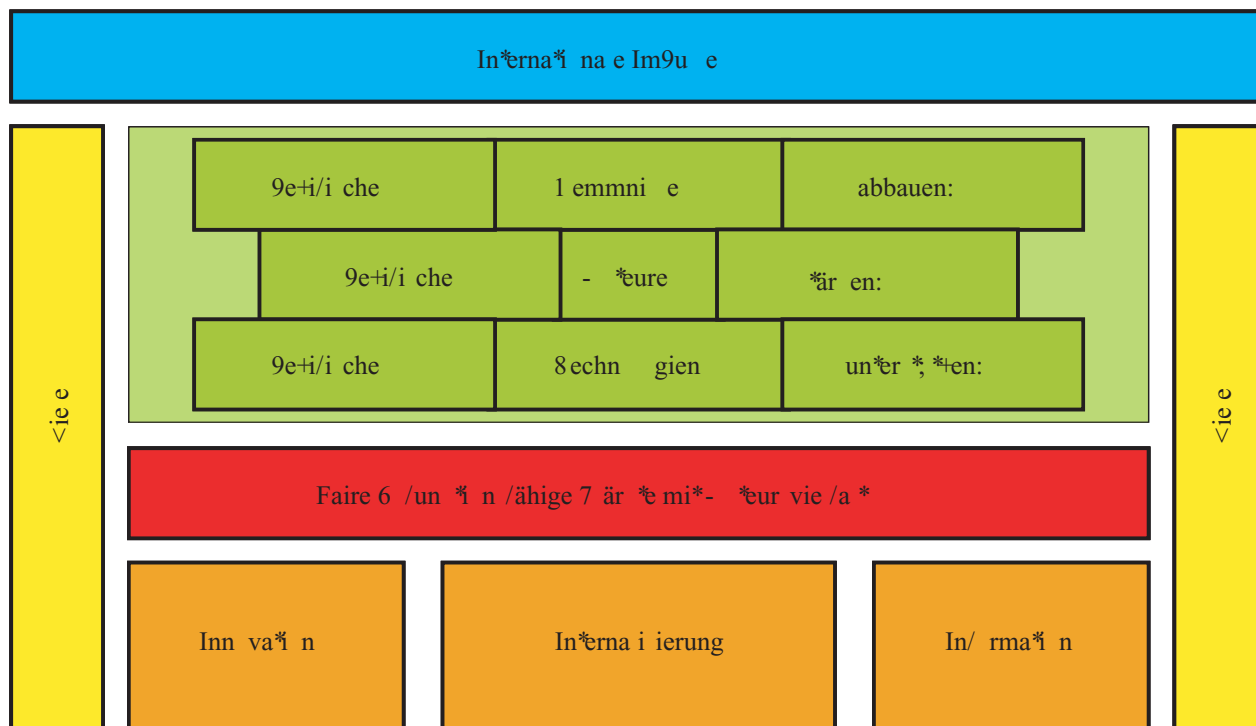 In*erna*i na e Im9u e
9e+i/i che
1 emmni e
abbauen:
9e+i/i che
- *eure
*är en:
9e+i/i che
8echn gien
un*er *, *+en:
<ie e
<ie e
Faire 6 /un *i n /ähige 7 är *e mi* - *eur vie /a *
Inn va*i n
In*erna i ierung
In/ rma*i n